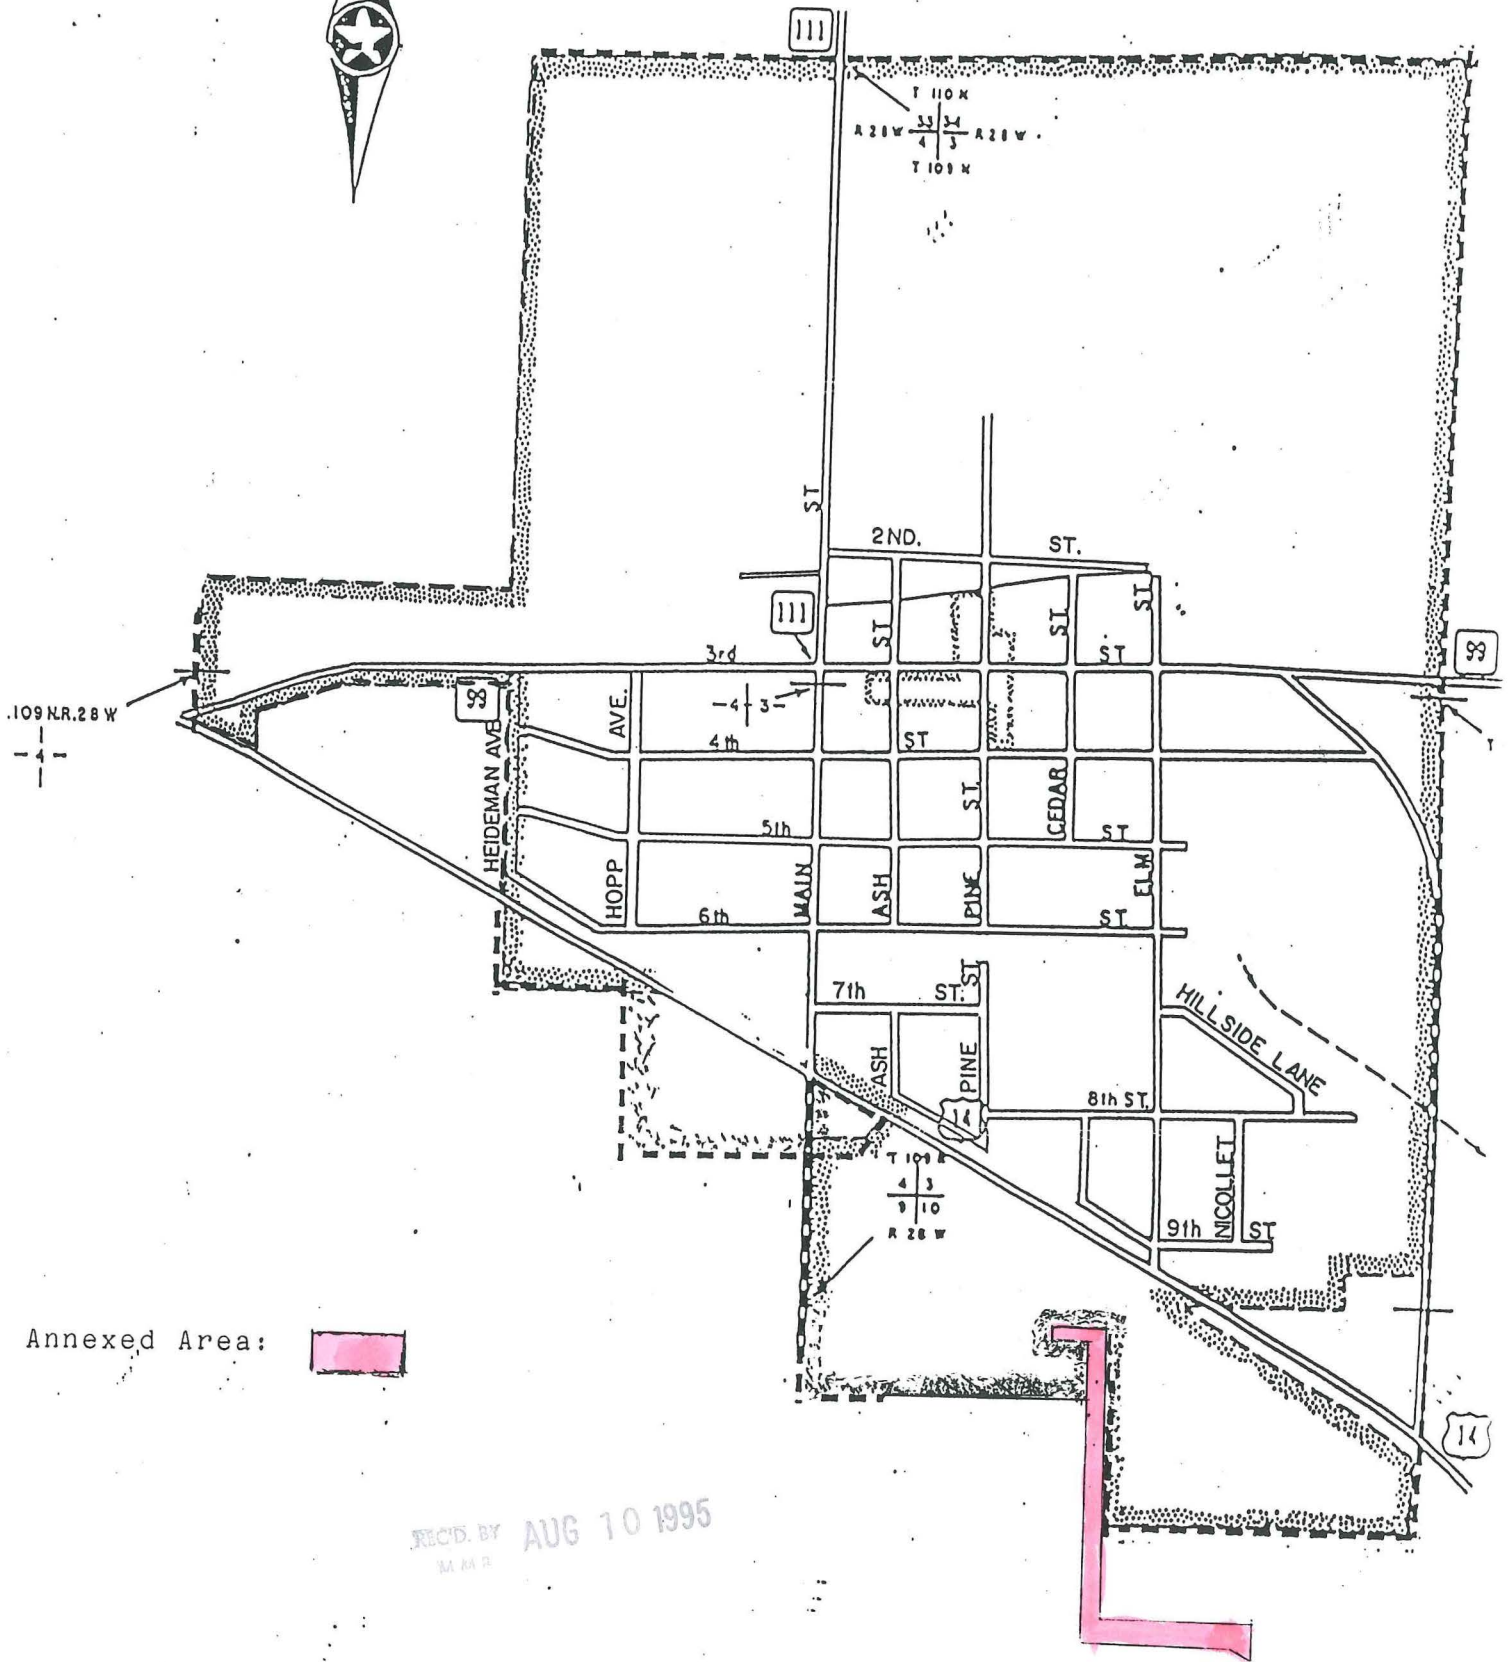 111
T 110 N
R 28 W 33 34 R 28 W
4 3
T 109 N
ST
2ND. ST.
111
ST
ST
ST
3rd ST
99
99
.109 N.R.28 W
-4-
-4 3-
T
HEIDEMAN AVE
AVE.
4th ST
ST.
CEDAR
5th ST
HOPP
MAIN
ASH
PINE
ELM
6th ST
ST
7th ST.
HILLSIDE LANE
ASH
PINE
14
8th ST.
T 109
4 3
9 10
R 28 W
NICOLLET
9th ST
Annexed Area:
14
REC'D. BY AUG 10 1995